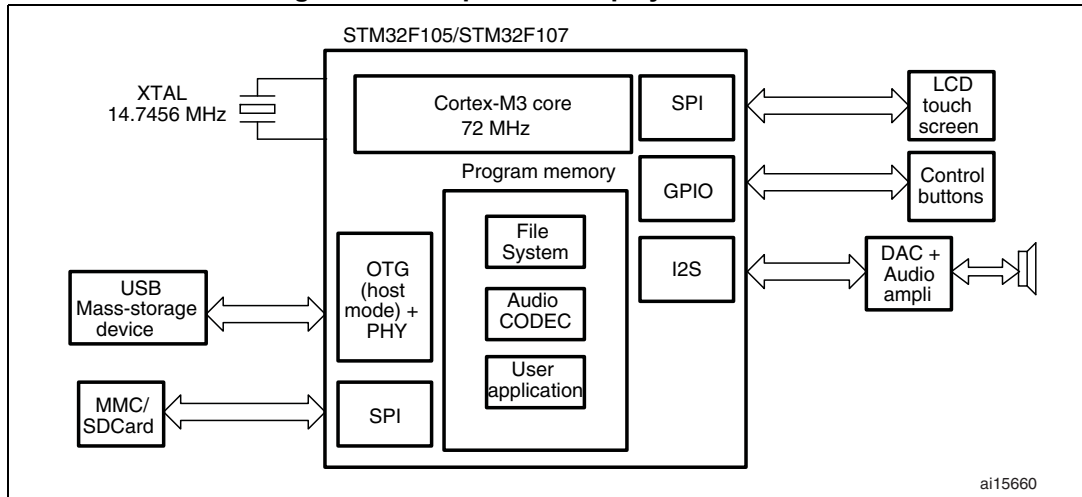 STM32F105/STM32F107
XTAL
14.7456 MHz
Cortex-M3 core
72 MHz
SPI
LCD
touch
screen
Program memory
GPIO
Control
buttons
File
System
OTG
(host
mode) +
PHY
I2S
DAC +
Audio
ampli
USB
Mass-storage
device
Audio
CODEC
User
application
MMC/
SDCard
SPI
ai15660